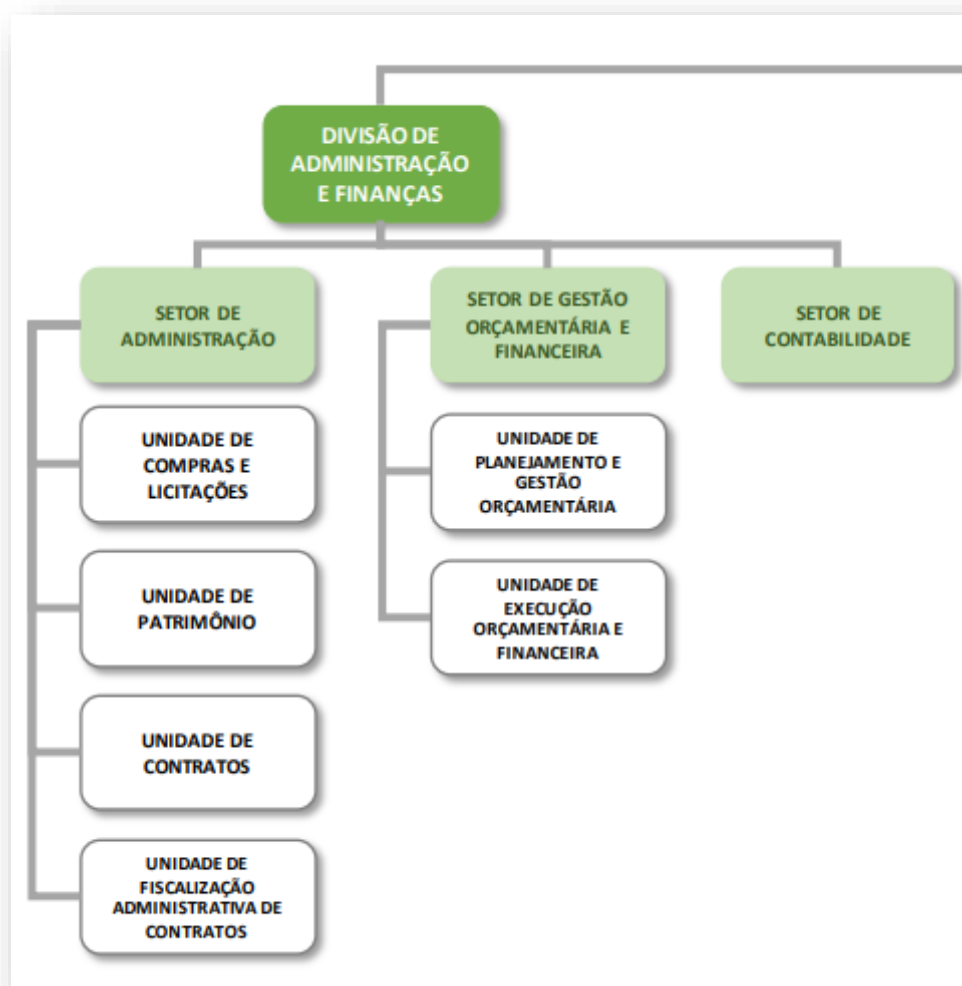 DIVISÃO DE
ADMINISTRAÇÃO
E FINANÇAS
SETOR DE
ADMINISTRAÇÃO
SETOR DE GESTÃO
ORÇAMENTÁRIA E
FINANCEIRA
SETOR DE
CONTABILIDADE
UNIDADE DE
COMPRAS E
LICITAÇÕES
UNIDADE DE
PLANEJAMENTO E
GESTÃO
ORÇAMENTÁRIA
UNIDADE DE
PATRIMÔNIO
UNIDADE DE
EXECUÇÃO
ORÇAMENTÁRIA E
FINANCEIRA
UNIDADE DE
CONTRATOS
UNIDADE DE
FISCALIZAÇÃO
ADMINISTRATIVA DE
CONTRATOS